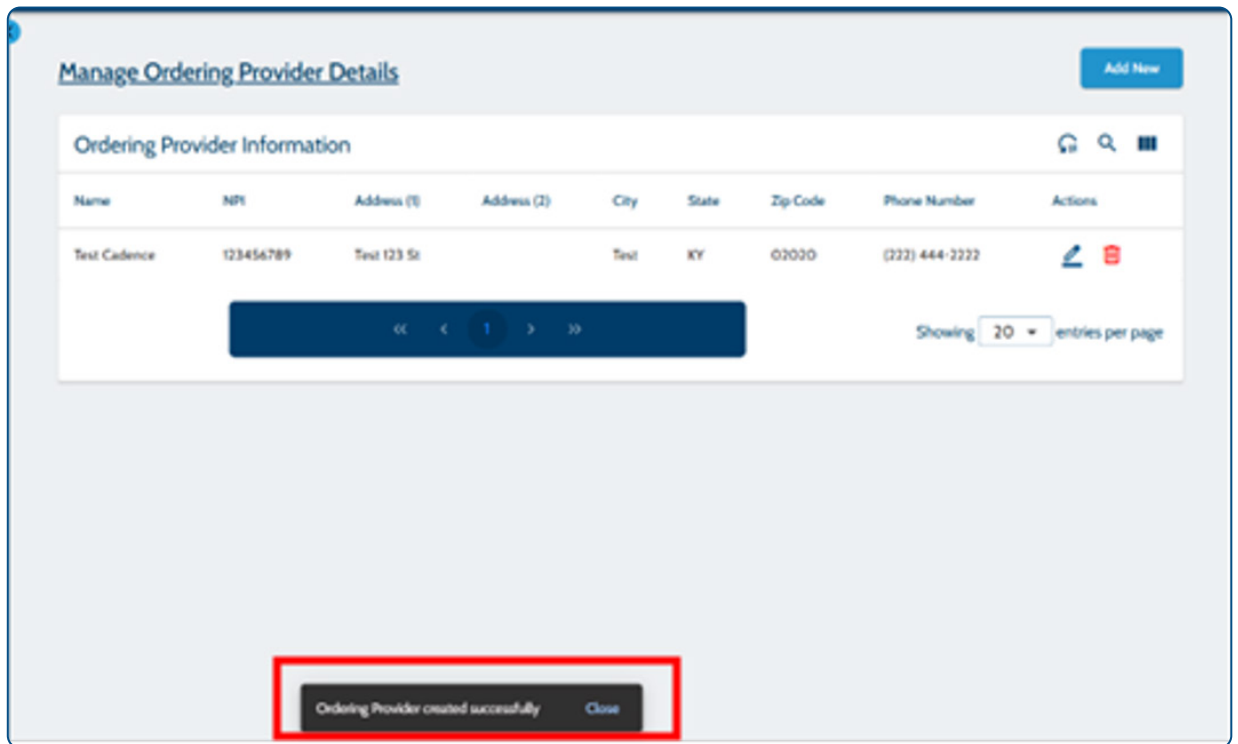 Manage Ordering Provider Details
Add New
Ordering Provider Information
Name NPI Address (1) Address (2) City State Zip Code Phone Number Actions
Test Cadence 123456789 Test 123 St Test KY 02020 (222) 444-2222
« ‹ 1 › »
Showing 20 entries per page
Ordering Provider created successfully Close